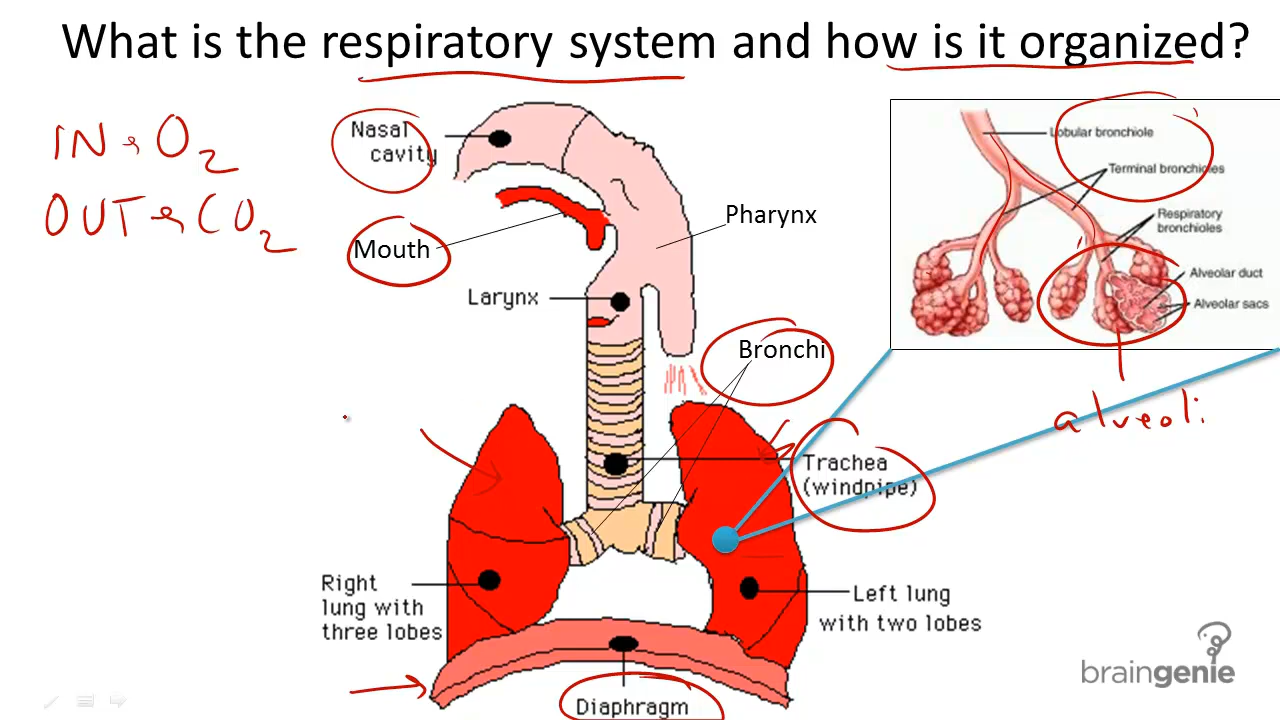 What is the respiratory system and how is it organized?
IN → O2
OUT → CO2
Nasal
cavity
Mouth
Pharynx
Larynx
Bronchi
Trachea
(windpipe)
Right
lung with
three lobes
Left lung
with two lobes
Diaphragm
Lobular bronchiole
Terminal bronchioles
Respiratory
bronchioles
Alveolar duct
Alveolar sacs
alveoli
braingenie